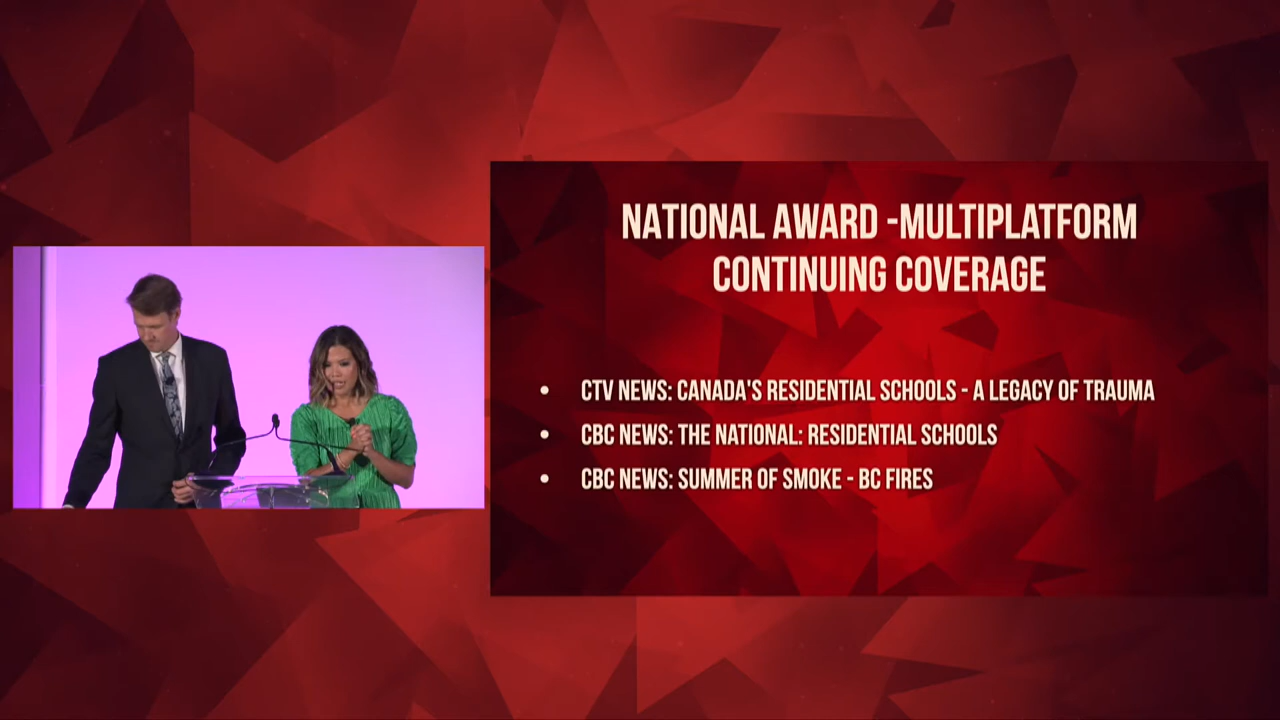 NATIONAL AWARD -MULTIPLATFORM
CONTINUING COVERAGE
• CTV NEWS: CANADA'S RESIDENTIAL SCHOOLS - A LEGACY OF TRAUMA
• CBC NEWS: THE NATIONAL: RESIDENTIAL SCHOOLS
• CBC NEWS: SUMMER OF SMOKE - BC FIRES